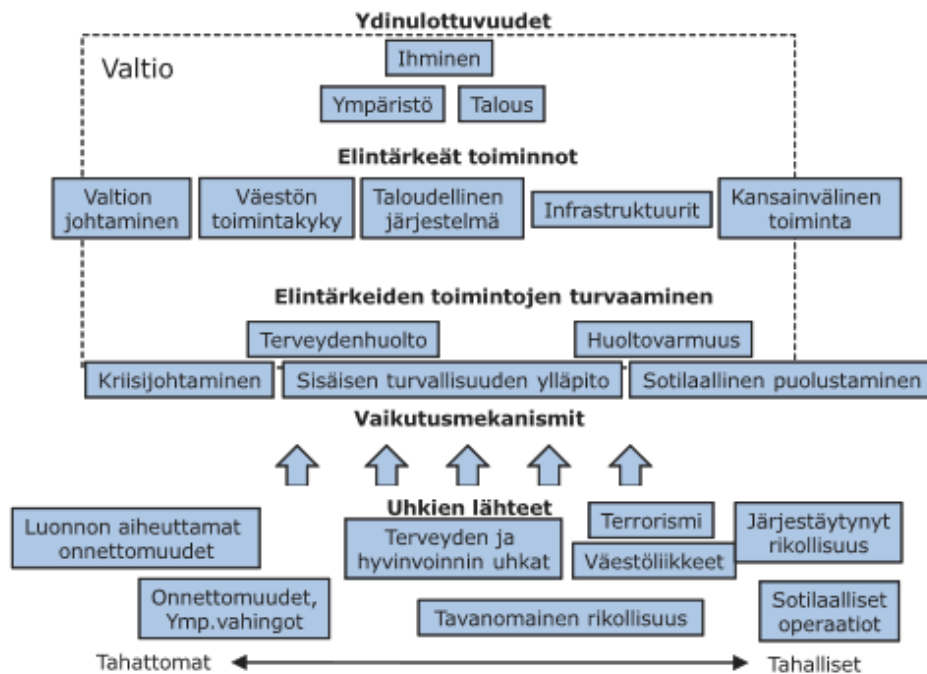 Ydinulottuvuudet
Valtio
Ihminen
Ympäristö
Talous
Elintärkeät toiminnot
Valtion
johtaminen
Väestön
toimintakyky
Taloudellinen
järjestelmä
Infrastruktuurit
Kansainvälinen
toiminta
Elintärkeiden toimintojen turvaaminen
Terveydenhuolto
Huoltovarmuus
Kriisijohtaminen
Sisäisen turvallisuuden ylläpito
Sotilaallinen puolustaminen
Vaikutusmekanismit
Uhkien lähteet
Luonnon aiheuttamat
onnettomuudet
Terveyden ja
hyvinvoinnin uhkat
Terrorismi
Väestöliikkeet
Järjestäytynyt
rikollisuus
Onnettomuudet,
Ymp.vahingot
Tavanomainen rikollisuus
Sotilaalliset
operaatiot
Tahattomat
Tahalliset